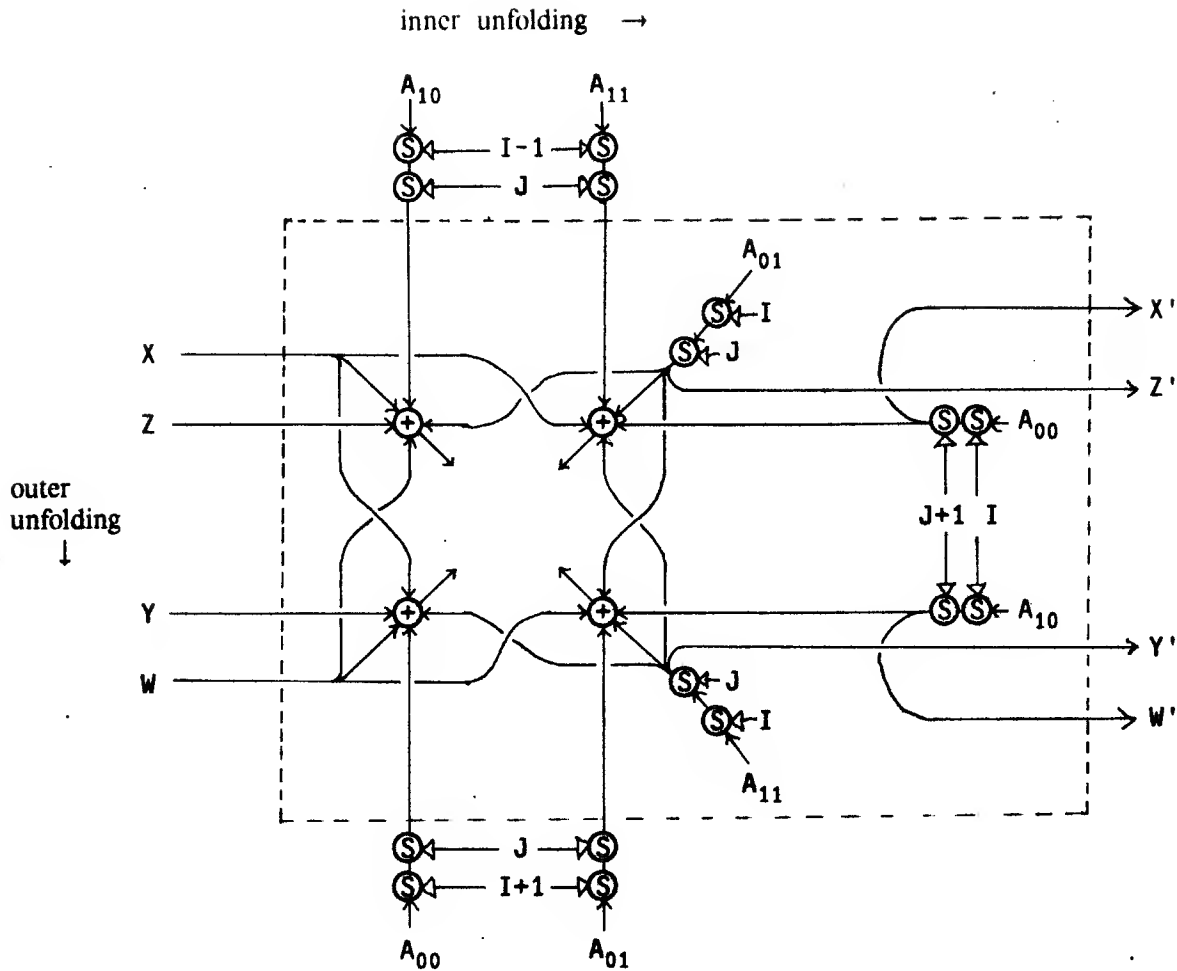 inner unfolding →
A10 A11
S I-1 S
S J S
A01
S I
X'
X
S J
Z'
Z + + S S A00
outer
unfolding
↓
J+1 I
Y + + S S A10
Y'
W
S J
S I
W'
A11
S J S
S I+1 S
A00 A01